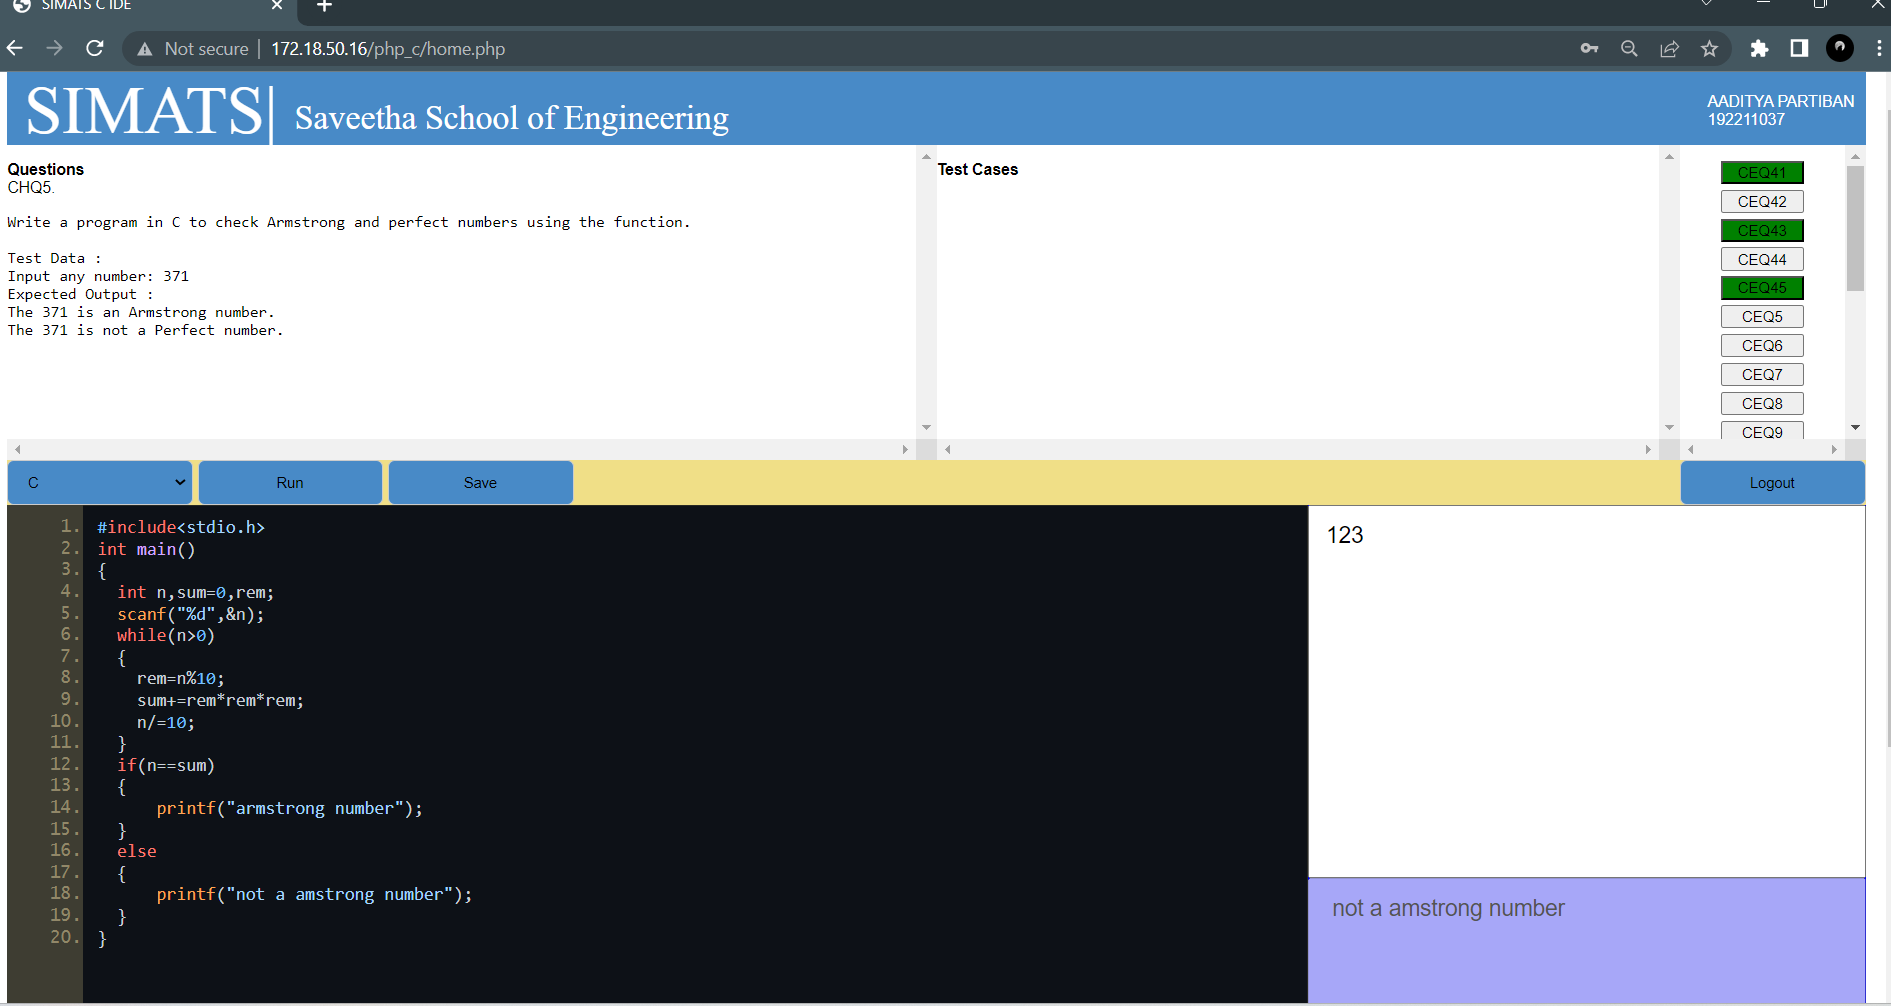 SIMATS C IDE
Not secure | 172.18.50.16/php_c/home.php
SIMATS| Saveetha School of Engineering
AADITYA PARTIBAN
192211037
Questions
CHQ5.
Write a program in C to check Armstrong and perfect numbers using the function.
Test Data :
Input any number: 371
Expected Output :
The 371 is an Armstrong number.
The 371 is not a Perfect number.
Test Cases
CEQ41
CEQ42
CEQ43
CEQ44
CEQ45
CEQ5
CEQ6
CEQ7
CEQ8
CEQ9
C
Run
Save
Logout
1. #include<stdio.h>
2. int main()
3. {
4. int n,sum=0,rem;
5. scanf("%d",&n);
6. while(n>0)
7. {
8. rem=n%10;
9. sum+=rem*rem*rem;
10. n/=10;
11. }
12. if(n==sum)
13. {
14. printf("armstrong number");
15. }
16. else
17. {
18. printf("not a amstrong number");
19. }
20. }
123
not a amstrong number